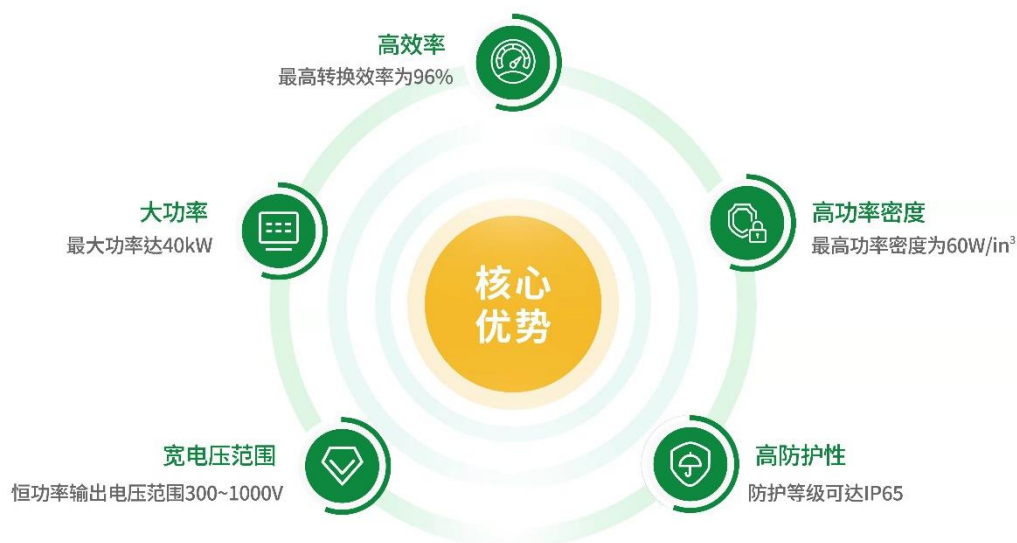 高效率
最高转换效率为96%
大功率
最大功率达40kW
高功率密度
最高功率密度为60W/in³
核心
优势
宽电压范围
恒功率输出电压范围300~1000V
高防护性
防护等级可达IP65